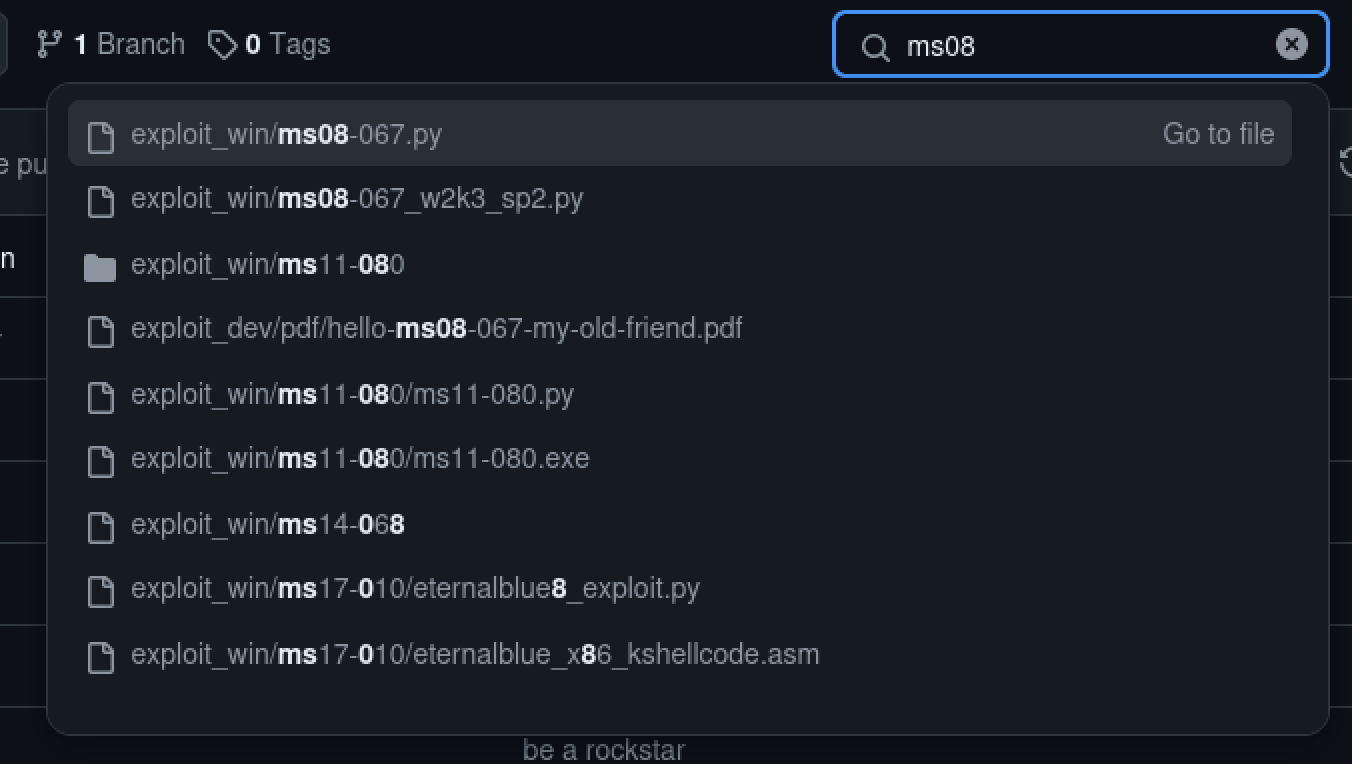 1 Branch 0 Tags ms08
exploit_win/ms08-067.py Go to file
e pu
exploit_win/ms08-067_w2k3_sp2.py
n exploit_win/ms11-080
exploit_dev/pdf/hello-ms08-067-my-old-friend.pdf
exploit_win/ms11-080/ms11-080.py
exploit_win/ms11-080/ms11-080.exe
exploit_win/ms14-068
exploit_win/ms17-010/eternalblue8_exploit.py
exploit_win/ms17-010/eternalblue_x86_kshellcode.asm
be a rockstar